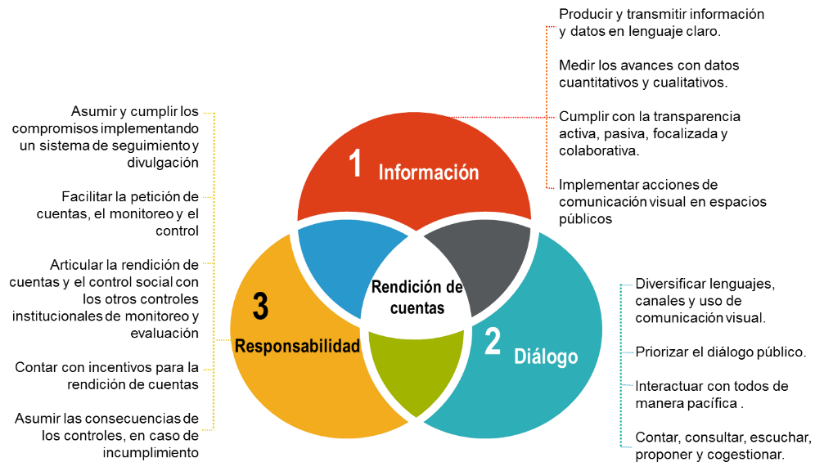 Producir y transmitir información
y datos en lenguaje claro.
Medir los avances con datos
cuantitativos y cualitativos.
Cumplir con la transparencia
activa, pasiva, focalizada y
colaborativa.
Implementar acciones de
comunicación visual en espacios
públicos
1 Información
Asumir y cumplir los
compromisos implementando
un sistema de seguimiento y
divulgación
Facilitar la petición de
cuentas, el monitoreo y el
control
Articular la rendición de
cuentas y el control social con
los otros controles
institucionales de monitoreo y
evaluación
Contar con incentivos para la
rendición de cuentas
Asumir las consecuencias de
los controles, en caso de
incumplimiento
Rendición de
cuentas
3
Responsabilidad
2 Diálogo
Diversificar lenguajes,
canales y uso de
comunicación visual.
Priorizar el diálogo público.
Interactuar con todos de
manera pacífica .
Contar, consultar, escuchar,
proponer y cogestionar.